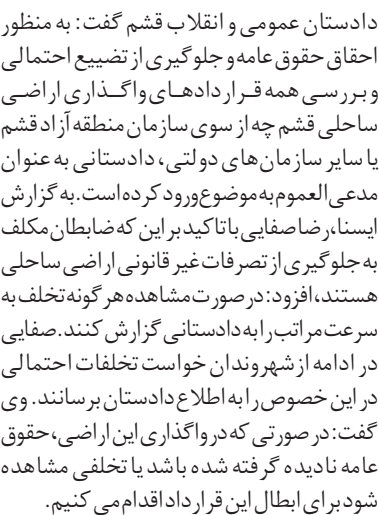 دادستان عمومی و انقلاب قشم گفت: به منظور
احقاق حقوق عامه و جلوگیری از تضییع احتمالی
و بررسی همه قراردادهای واگذاری اراضی
ساحلی قشم چه از سوی سازمان منطقه آزاد قشم
یا سایر سازمان‌های دولتی، دادستانی به عنوان
مدعی‌العموم به موضوع ورود کرده است. به گزارش
ایسنا، رضا صفایی با تاکید بر این که ضابطان مکلف
به جلوگیری از تصرفات غیر قانونی اراضی ساحلی
هستند، افزود: در صورت مشاهده هر گونه تخلف به
سرعت مراتب را به دادستانی گزارش کنند. صفایی
در ادامه از شهروندان خواست تخلفات احتمالی
در این خصوص را به اطلاع دادستان برسانند. وی
گفت: در صورتی که در واگذاری این اراضی، حقوق
عامه نادیده گرفته شده باشد یا تخلفی مشاهده
شود برای ابطال این قرارداد اقدام می کنیم.